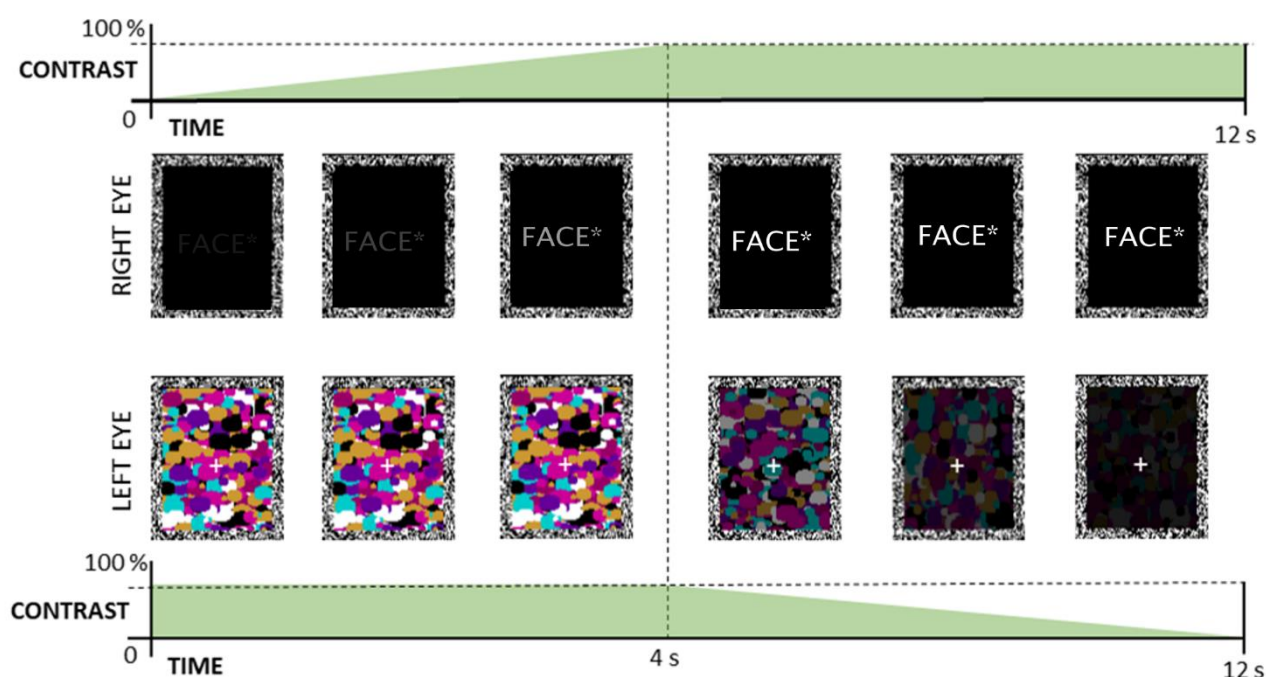 100 %
CONTRAST
0
TIME
12 s
RIGHT EYE
FACE*
FACE*
FACE*
FACE*
FACE*
FACE*
LEFT EYE
100 %
CONTRAST
0
TIME
4 s
12 s